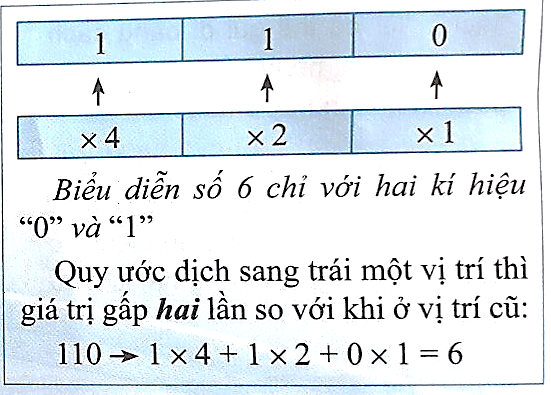 1 1 0
× 4 × 2 × 1
Biểu diễn số 6 chỉ với hai kí hiệu
“0” và “1”
Quy ước dịch sang trái một vị trí thì
giá trị gấp hai lần so với khi ở vị trí cũ:
110 → 1 × 4 + 1 × 2 + 0 × 1 = 6